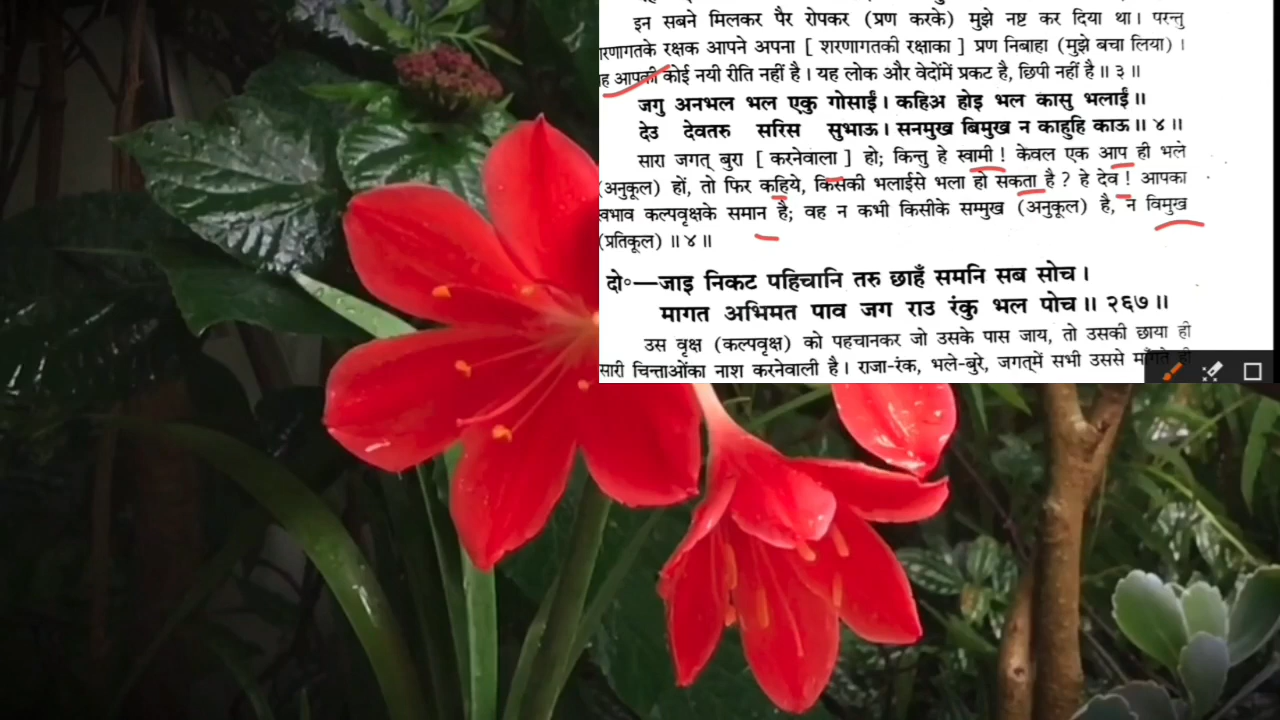 इन सबने मिलकर पैर रोपकर (प्रण करके) मुझे नष्ट कर दिया था। परन्तु
शरणागतके रक्षक आपने अपना [ शरणागतकी रक्षाका ] प्रण निबाहा (मुझे बचा लिया) ।
यह आपकी कोई नयी रीति नहीं है। यह लोक और वेदोंमें प्रकट है, छिपी नहीं है॥ ३ ॥
जगु अनभल भल एकु गोसाईं। कहिअ होइ भल कासु भलाईं॥
देउ देवतरु सरिस सुभाऊ। सनमुख बिमुख न काहुहि काऊ॥ ४ ॥
सारा जगत् बुरा [ करनेवाला ] हो; किन्तु हे स्वामी! केवल एक आप ही भले
(अनुकूल) हों, तो फिर कहिये, किसकी भलाईसे भला हो सकता है? हे देव! आपका
स्वभाव कल्पवृक्षके समान है; वह न कभी किसीके सम्मुख (अनुकूल) है, न विमुख
(प्रतिकूल)॥ ४॥
दो०—जाइ निकट पहिचानि तरु छाहँ समनि सब सोच।
मागत अभिमत पाव जग राउ रंकु भल पोच॥ २६७॥
उस वृक्ष (कल्पवृक्ष) को पहचानकर जो उसके पास जाय, तो उसकी छाया ही
सारी चिन्ताओंका नाश करनेवाली है। राजा-रंक, भले-बुरे, जगत्‌में सभी उससे माँगते ही